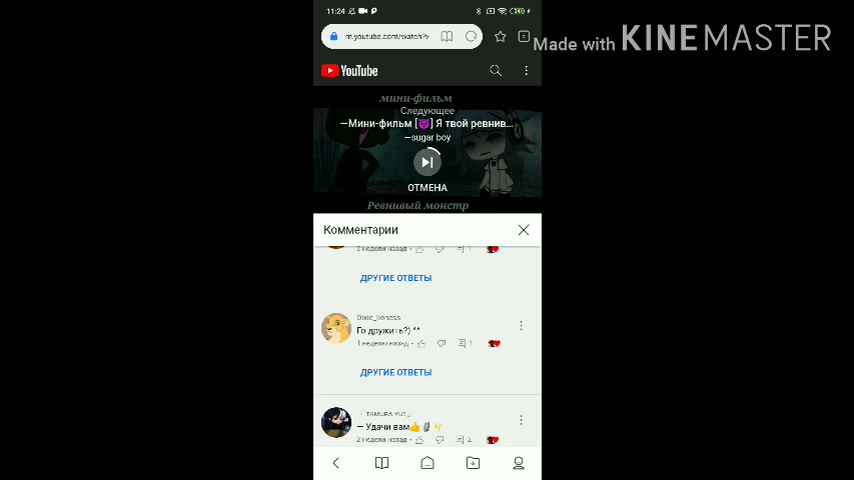 11:24
m.youtube.com/watch?v
5
Made with KINEMASTER
YouTube
мини-фильм
Следующее
—Мини-фильм [😈] Я твой ревнив...
—sugar boy
ОТМЕНА
Ревнивый монстр
Комментарии
2 недели назад · 1
ДРУГИЕ ОТВЕТЫ
Dixie_lioness
Го дружить?) **
1 неделю назад · 1
ДРУГИЕ ОТВЕТЫ
— Удачи вам👍
2 недели назад · 2